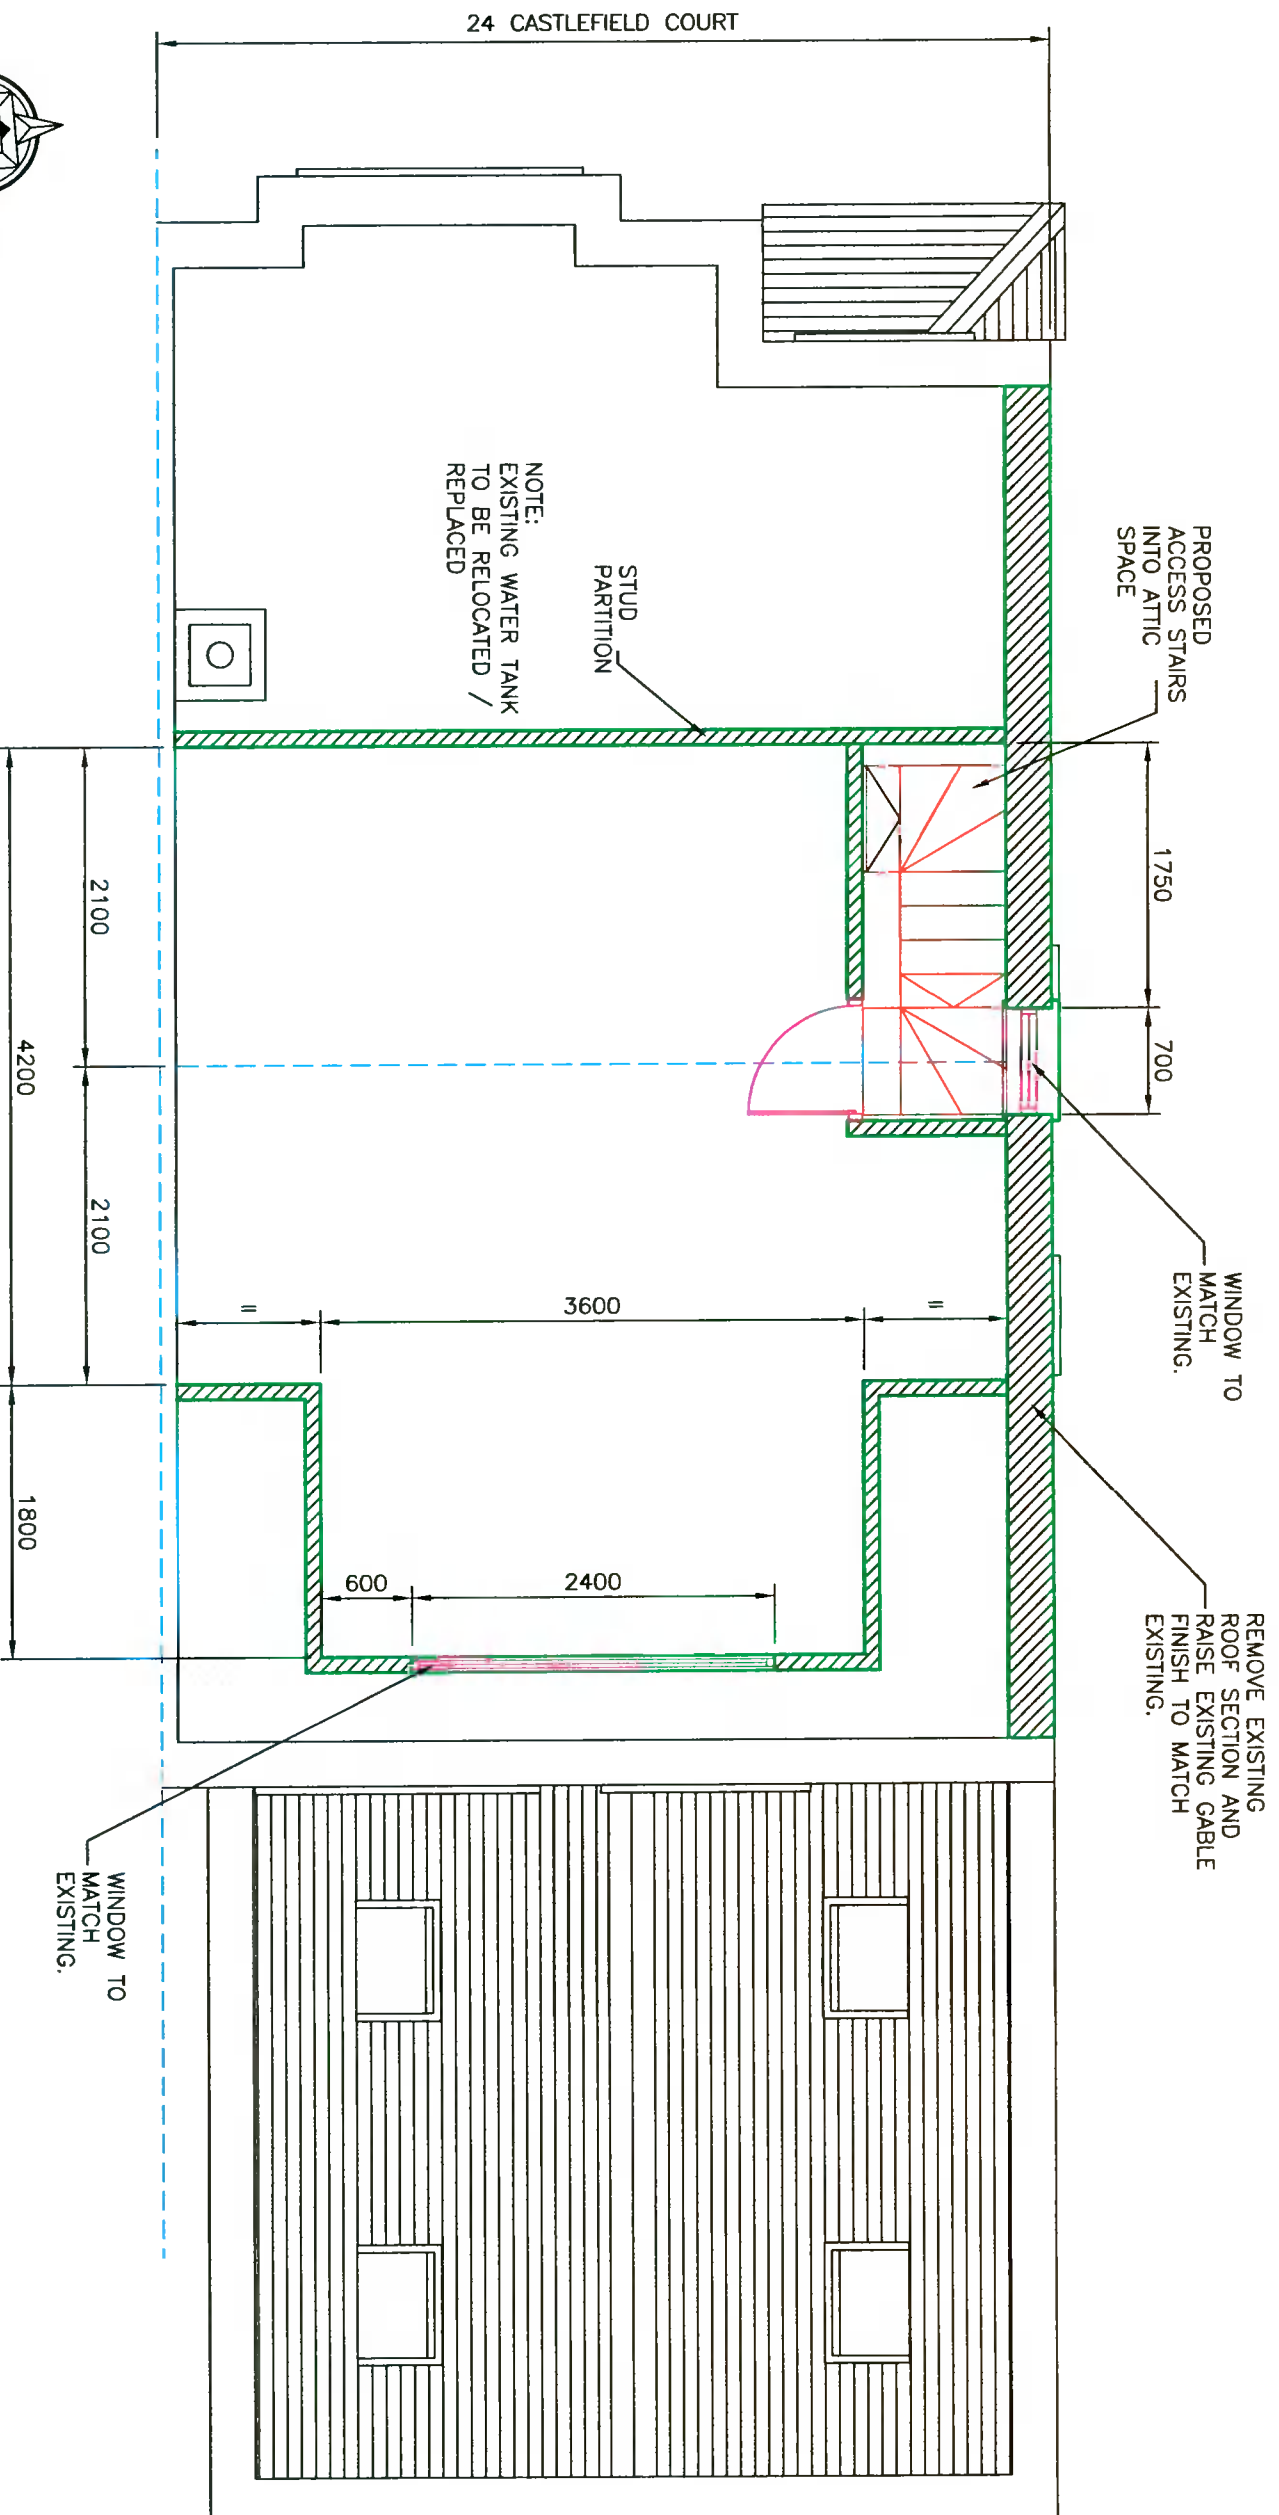 24 CASTLEFIELD COURT
PROPOSED
ACCESS STAIRS
INTO ATTIC
SPACE
NOTE:
EXISTING WATER TANK
TO BE RELOCATED /
REPLACED
STUD
PARTITION
1750
700
WINDOW TO
MATCH
EXISTING.
REMOVE EXISTING
ROOF SECTION AND
RAISE EXISTING GABLE
FINISH TO MATCH
EXISTING.
=
3600
=
600
2400
2100
2100
4200
1800
WINDOW TO
MATCH
EXISTING.